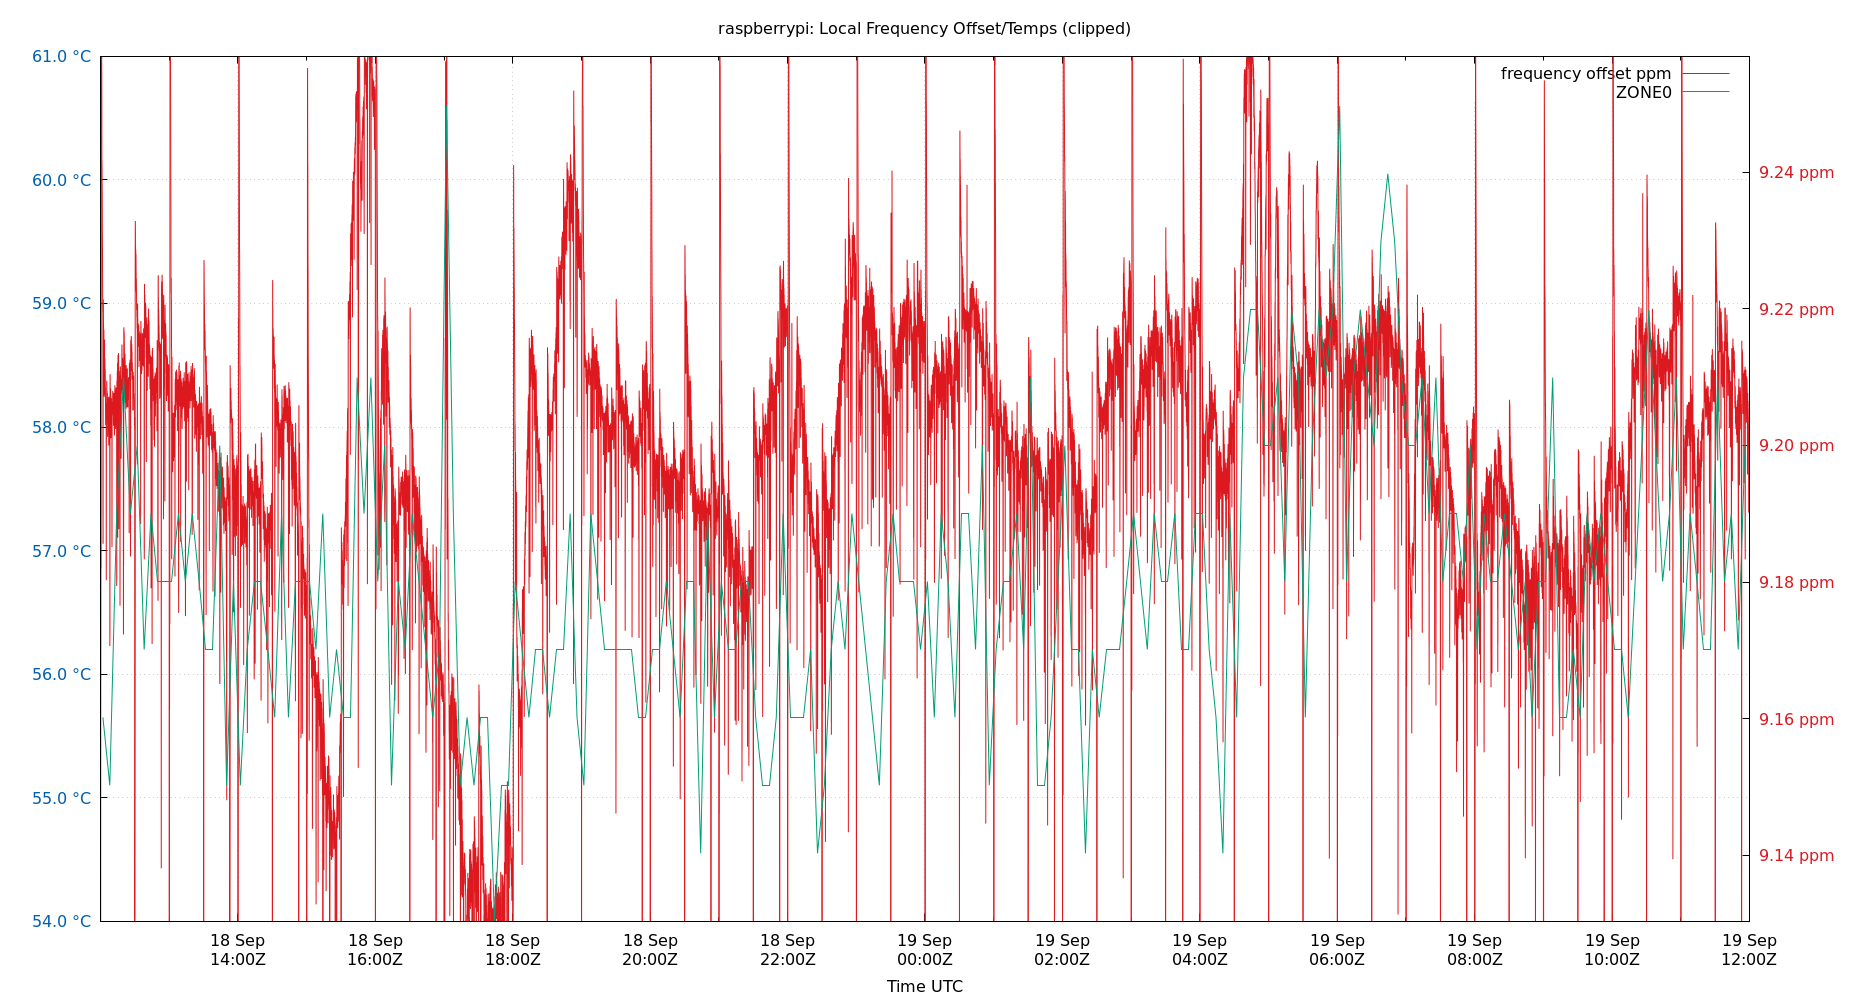 raspberrypi: Local Frequency Offset/Temps (clipped)
61.0 °C
60.0 °C
59.0 °C
58.0 °C
57.0 °C
56.0 °C
55.0 °C
54.0 °C
frequency offset ppm
ZONE0
9.24 ppm
9.22 ppm
9.20 ppm
9.18 ppm
9.16 ppm
9.14 ppm
18 Sep 18 Sep 18 Sep 18 Sep 18 Sep 19 Sep 19 Sep 19 Sep 19 Sep 19 Sep 19 Sep 19 Sep
14:00Z 16:00Z 18:00Z 20:00Z 22:00Z 00:00Z 02:00Z 04:00Z 06:00Z 08:00Z 10:00Z 12:00Z
Time UTC